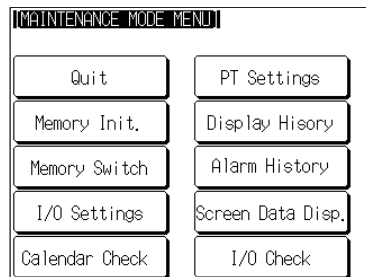 [MAINTENANCE MODE MENU]
Quit
PT Settings
Memory Init.
Display Hisory
Memory Switch
Alarm History
I/O Settings
Screen Data Disp.
Calendar Check
I/O Check